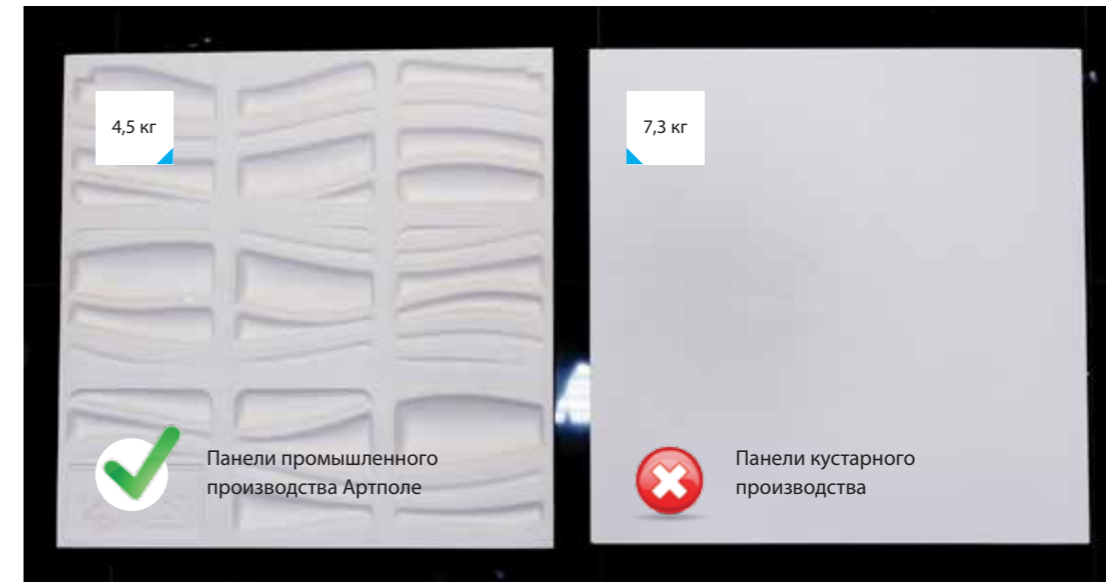 4,5 кг
7,3 кг
Панели промышленного
производства Артполе
Панели кустарного
производства